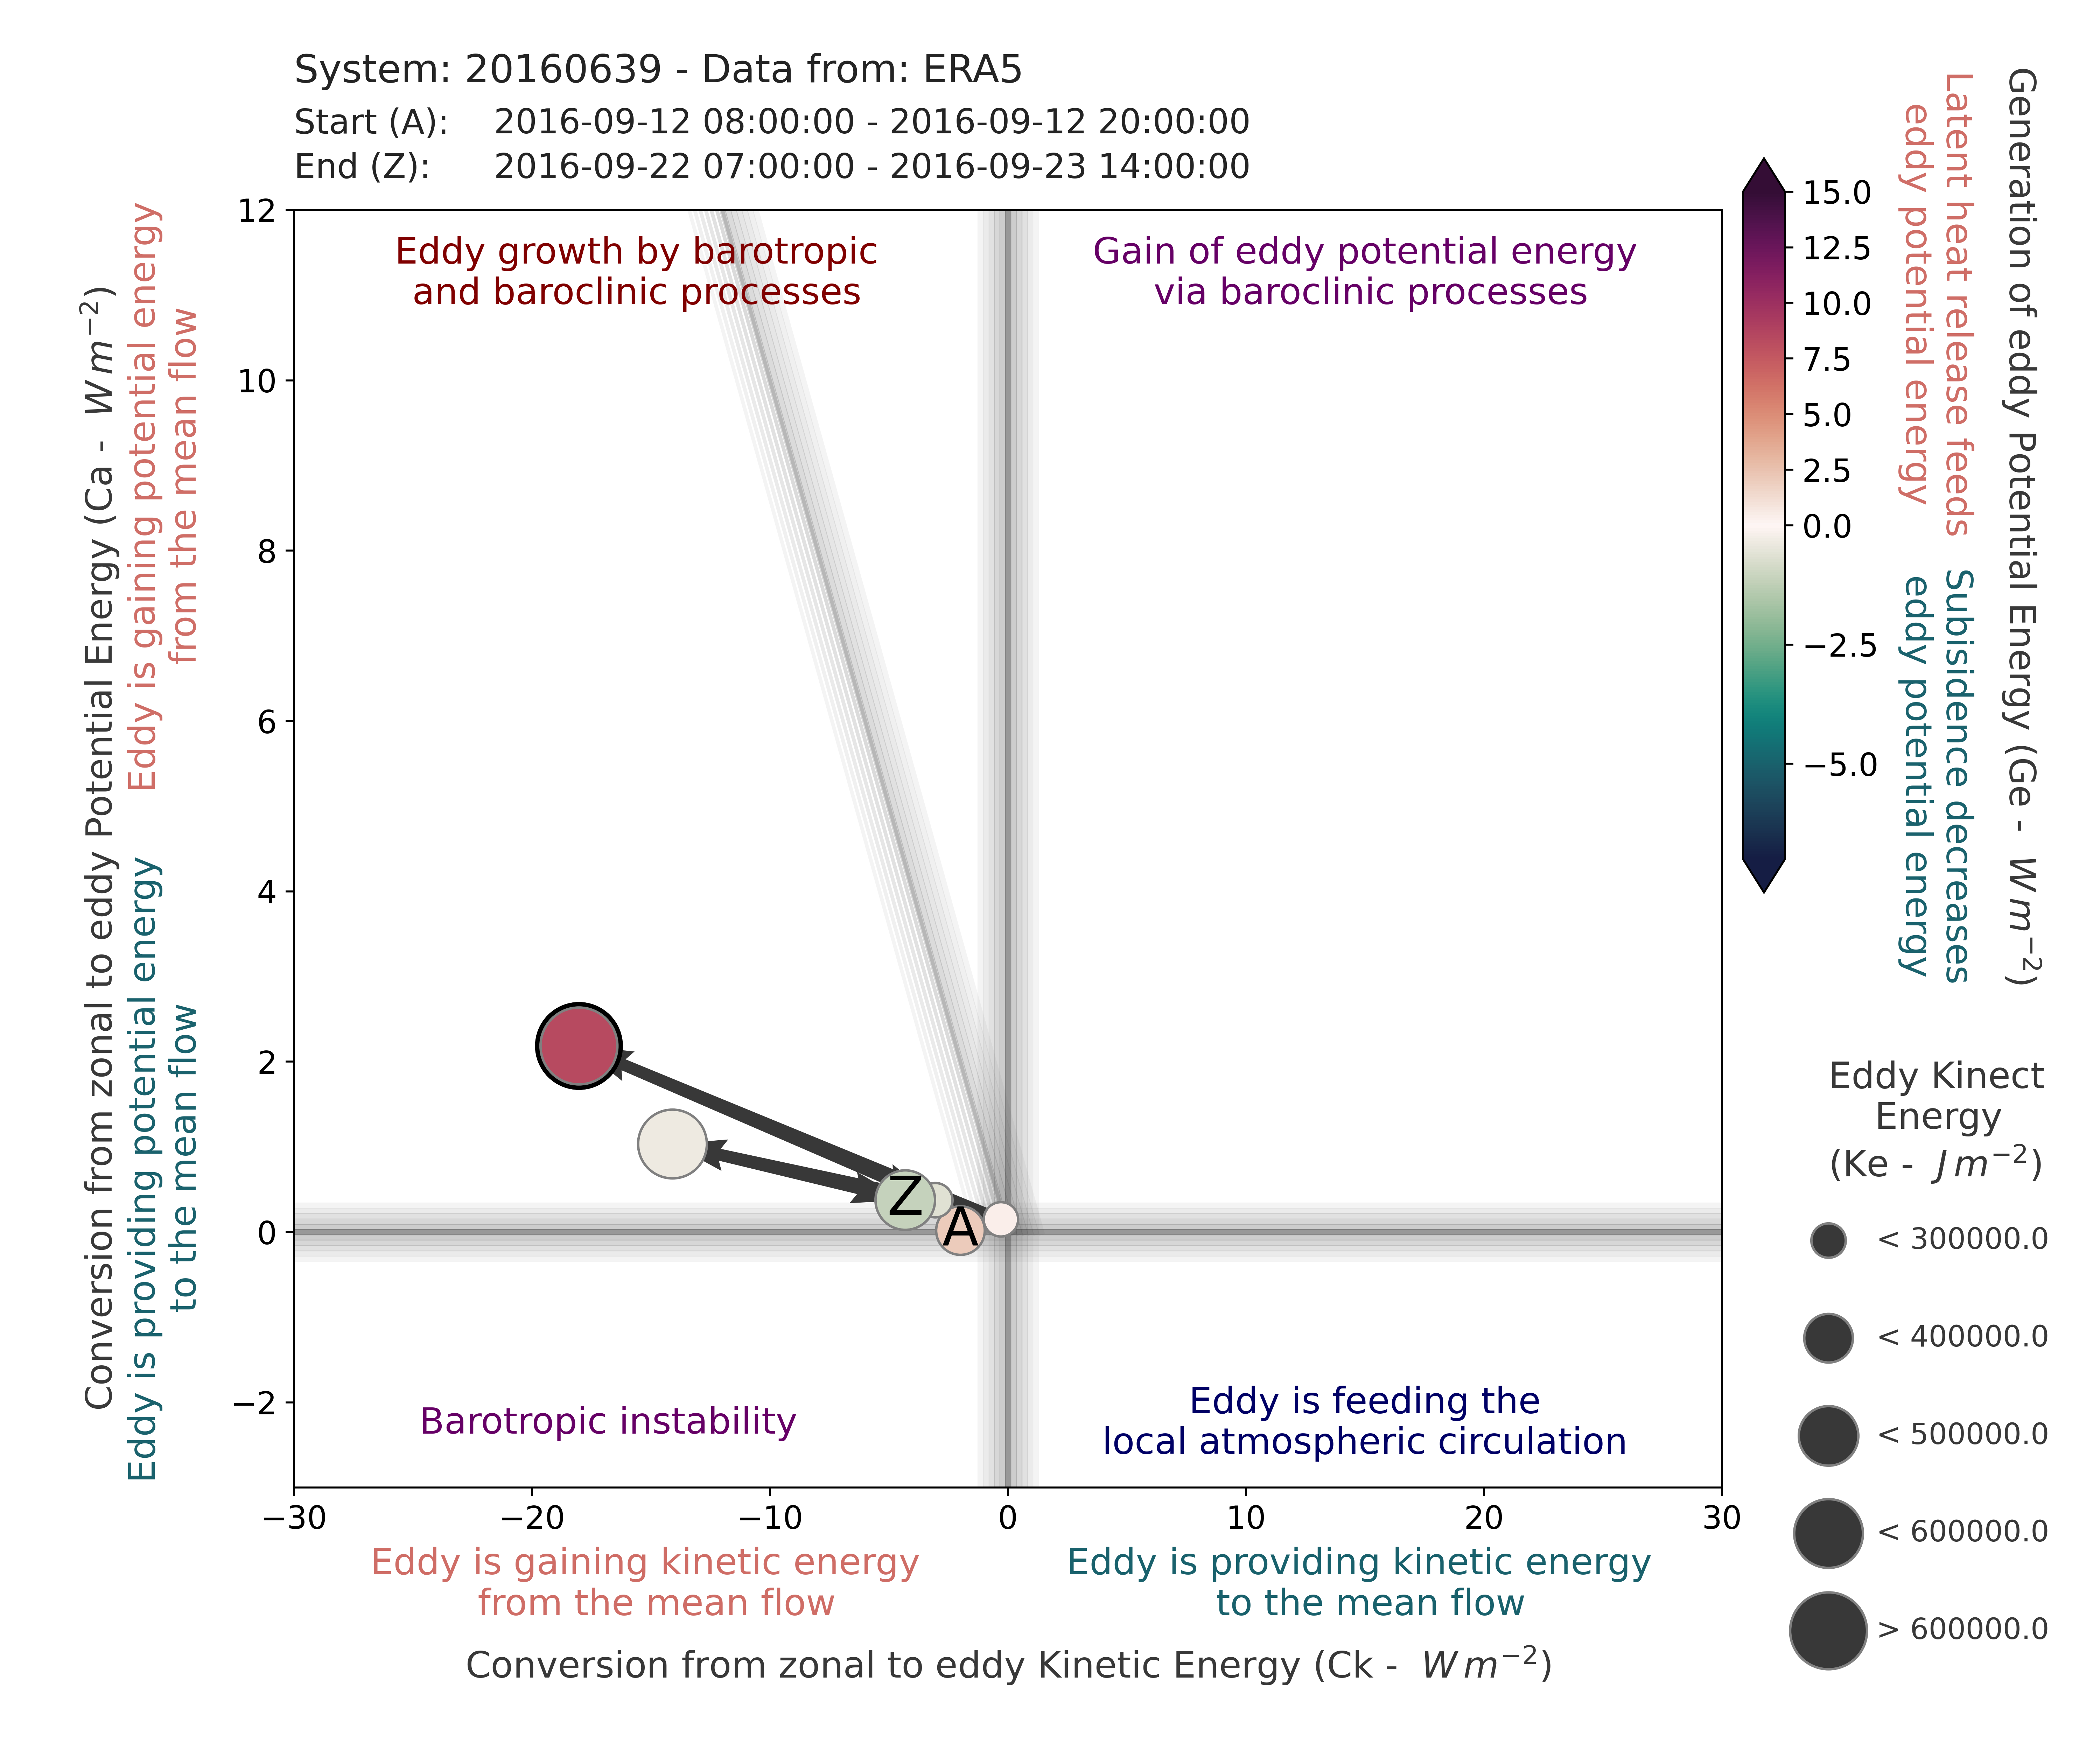 System: 20160639 - Data from: ERA5
Start (A): 2016-09-12 08:00:00 - 2016-09-12 20:00:00
End (Z): 2016-09-22 07:00:00 - 2016-09-23 14:00:00
Conversion from zonal to eddy Potential Energy (Ca - W m⁻²)
Eddy is gaining potential energy
from the mean flow
Eddy is providing potential energy
to the mean flow
12
10
8
6
4
2
0
−2
Eddy growth by barotropic
and baroclinic processes
Gain of eddy potential energy
via baroclinic processes
Z
A
Barotropic instability
Eddy is feeding the
local atmospheric circulation
−30
−20
−10
0
10
20
30
Eddy is gaining kinetic energy
from the mean flow
Eddy is providing kinetic energy
to the mean flow
Conversion from zonal to eddy Kinetic Energy (Ck - W m⁻²)
15.0
12.5
10.0
7.5
5.0
2.5
0.0
−2.5
−5.0
Latent heat release feeds
eddy potential energy
Subisidence decreases
eddy potential energy
Generation of eddy Potential Energy (Ge - W m⁻²)
Eddy Kinect
Energy
(Ke - J m⁻²)
< 300000.0
< 400000.0
< 500000.0
< 600000.0
> 600000.0